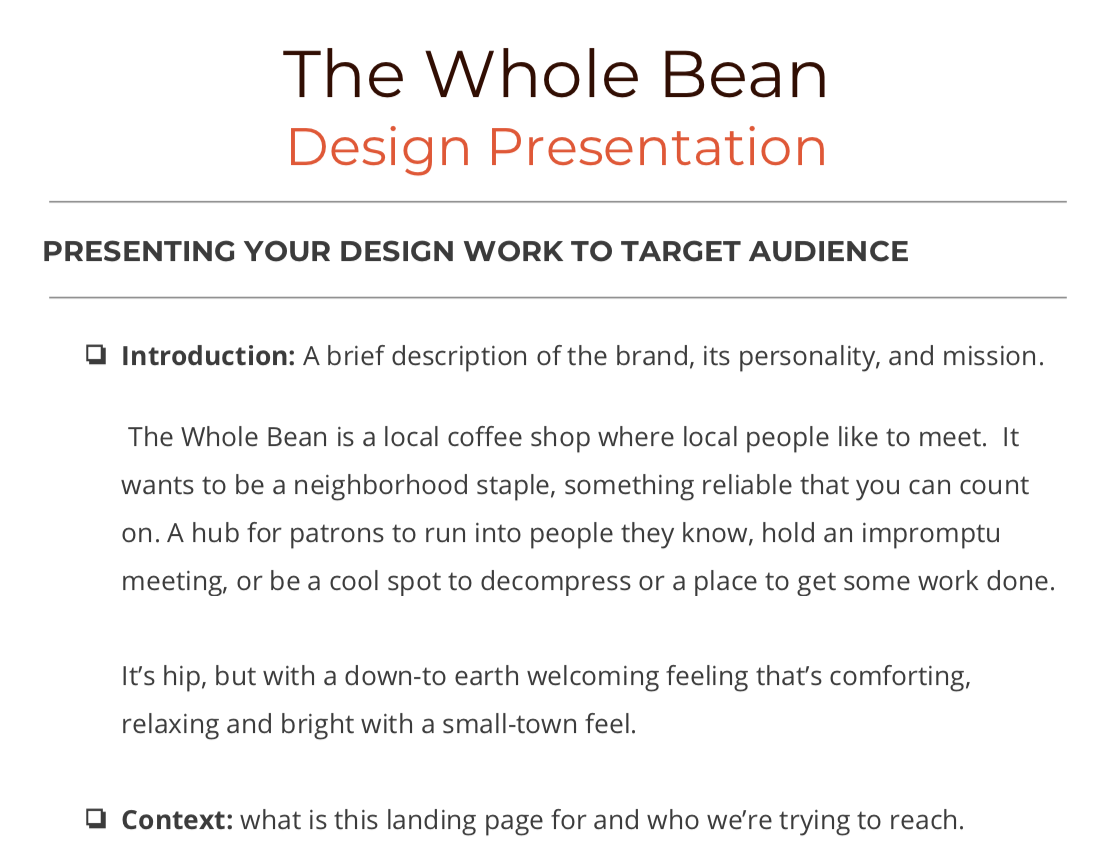 The Whole Bean
Design Presentation
PRESENTING YOUR DESIGN WORK TO TARGET AUDIENCE
❏ Introduction: A brief description of the brand, its personality, and mission.
The Whole Bean is a local coffee shop where local people like to meet.  It
wants to be a neighborhood staple, something reliable that you can count
on. A hub for patrons to run into people they know, hold an impromptu
meeting, or be a cool spot to decompress or a place to get some work done.
It’s hip, but with a down-to earth welcoming feeling that’s comforting,
relaxing and bright with a small-town feel.
❏ Context: what is this landing page for and who we’re trying to reach.